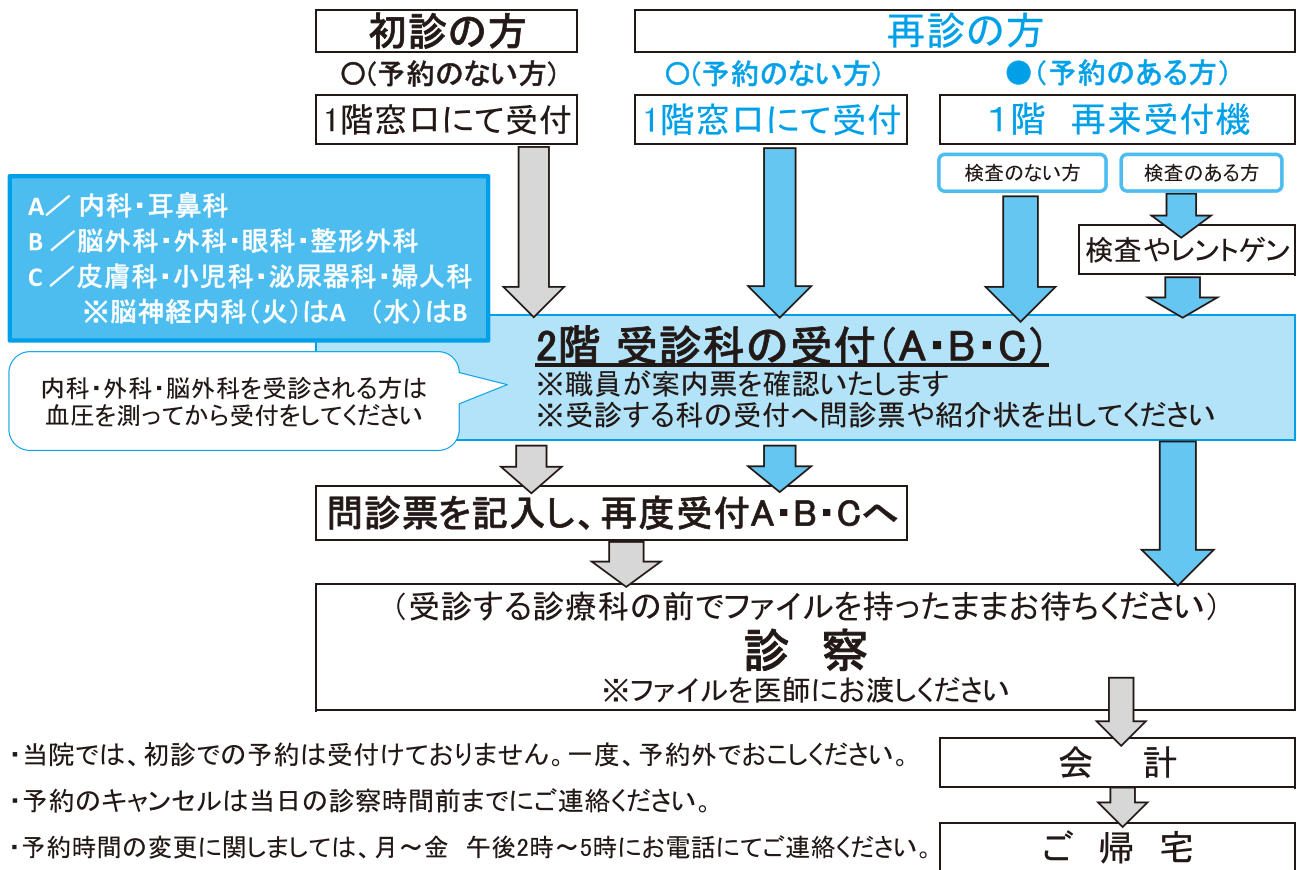 初診の方
再診の方
○(予約のない方)
○(予約のない方)
●(予約のある方)
1階窓口にて受付
1階窓口にて受付
1階 再来受付機
検査のない方
検査のある方
検査やレントゲン
A／ 内科・耳鼻科
B ／脳外科・外科・眼科・整形外科
C ／皮膚科・小児科・泌尿器科・婦人科
※脳神経内科(火)はA (水)はB
内科・外科・脳外科を受診される方は
血圧を測ってから受付をしてください
2階 受診科の受付(A・B・C)
※職員が案内票を確認いたします
※受診する科の受付へ問診票や紹介状を出してください
問診票を記入し、再度受付A・B・Cへ
(受診する診療科の前でファイルを持ったままお待ちください)
診 察
※ファイルを医師にお渡しください
・当院では、初診での予約は受付けておりません。一度、予約外でおこしください。
・予約のキャンセルは当日の診察時間前までにご連絡ください。
・予約時間の変更に関しましては、月～金 午後2時～5時にお電話にてご連絡ください。
会 計
ご 帰 宅